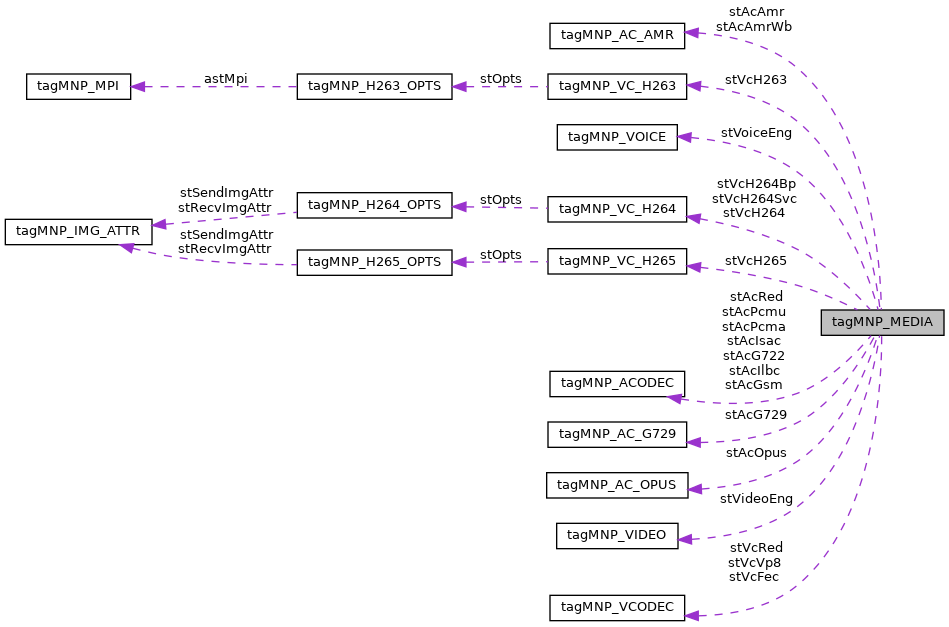 stAcAmr
stAcAmrWb
tagMNP_AC_AMR
tagMNP_MPI
astMpi
tagMNP_H263_OPTS
stOpts
tagMNP_VC_H263
stVcH263
tagMNP_VOICE
stVoiceEng
stSendImgAttr
stRecvImgAttr
tagMNP_H264_OPTS
stOpts
tagMNP_VC_H264
stVcH264Bp
stVcH264Svc
stVcH264
tagMNP_IMG_ATTR
stSendImgAttr
stRecvImgAttr
tagMNP_H265_OPTS
stOpts
tagMNP_VC_H265
stVcH265
tagMNP_MEDIA
stAcRed
stAcPcmu
stAcPcma
stAcIsac
stAcG722
stAcIlbc
stAcGsm
tagMNP_ACODEC
stAcG729
tagMNP_AC_G729
stAcOpus
tagMNP_AC_OPUS
stVideoEng
tagMNP_VIDEO
stVcRed
stVcVp8
stVcFec
tagMNP_VCODEC